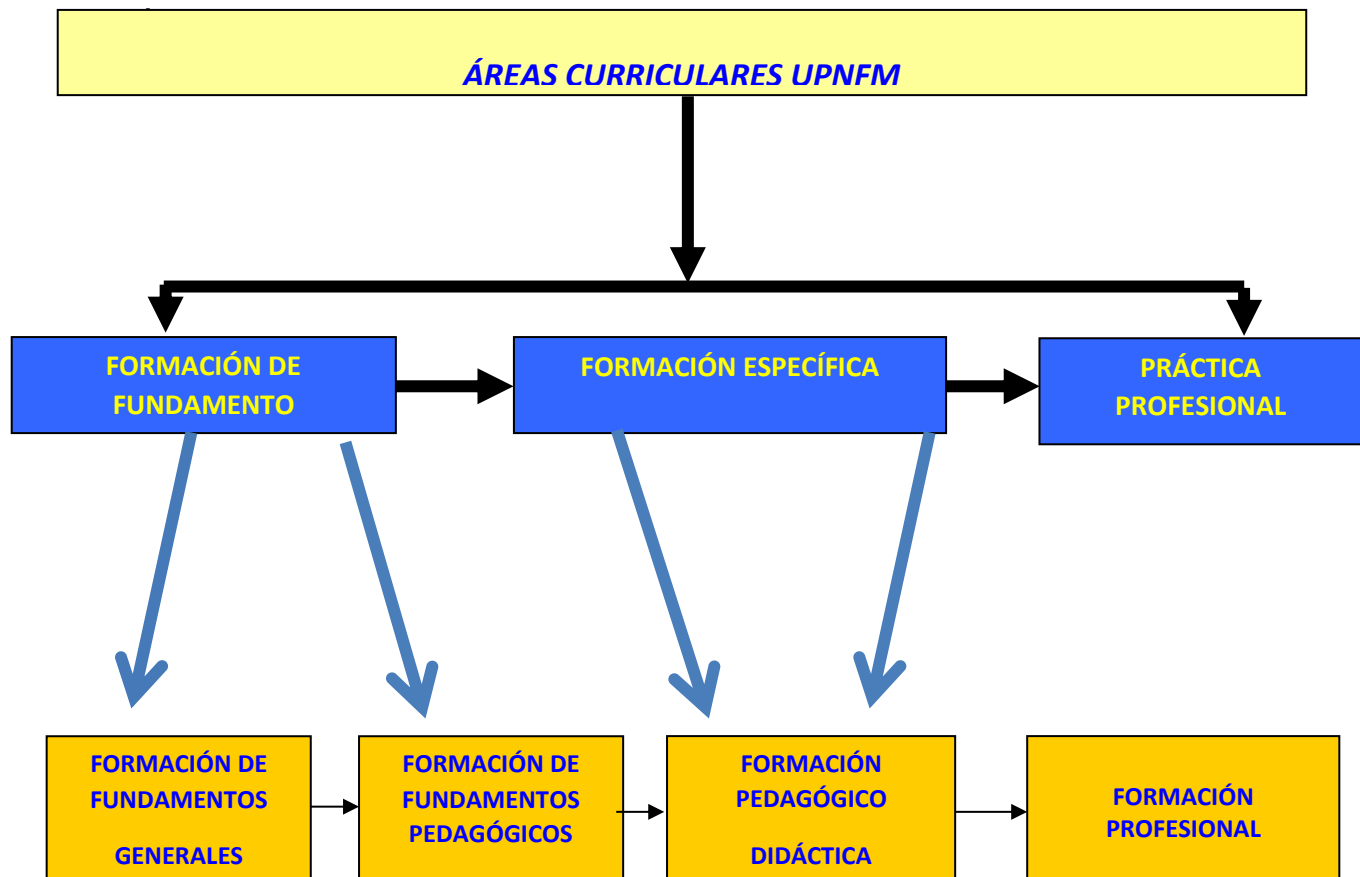 ÁREAS CURRICULARES UPNFM
FORMACIÓN DE
FUNDAMENTO
FORMACIÓN ESPECÍFICA
PRÁCTICA
PROFESIONAL
FORMACIÓN DE
FUNDAMENTOS
GENERALES
FORMACIÓN DE
FUNDAMENTOS
PEDAGÓGICOS
FORMACIÓN
PEDAGÓGICO
DIDÁCTICA
FORMACIÓN
PROFESIONAL